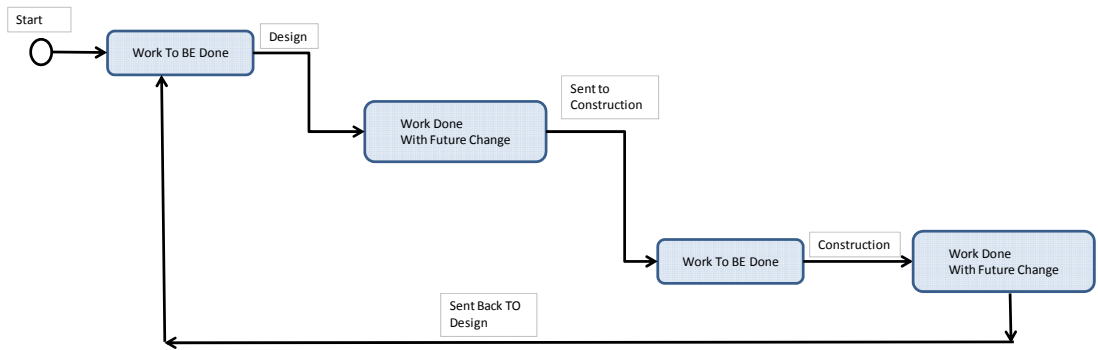 Start
Work To BE Done
Design
Sent to
Construction
Work Done
With Future Change
Work To BE Done
Construction
Work Done
With Future Change
Sent Back TO
Design